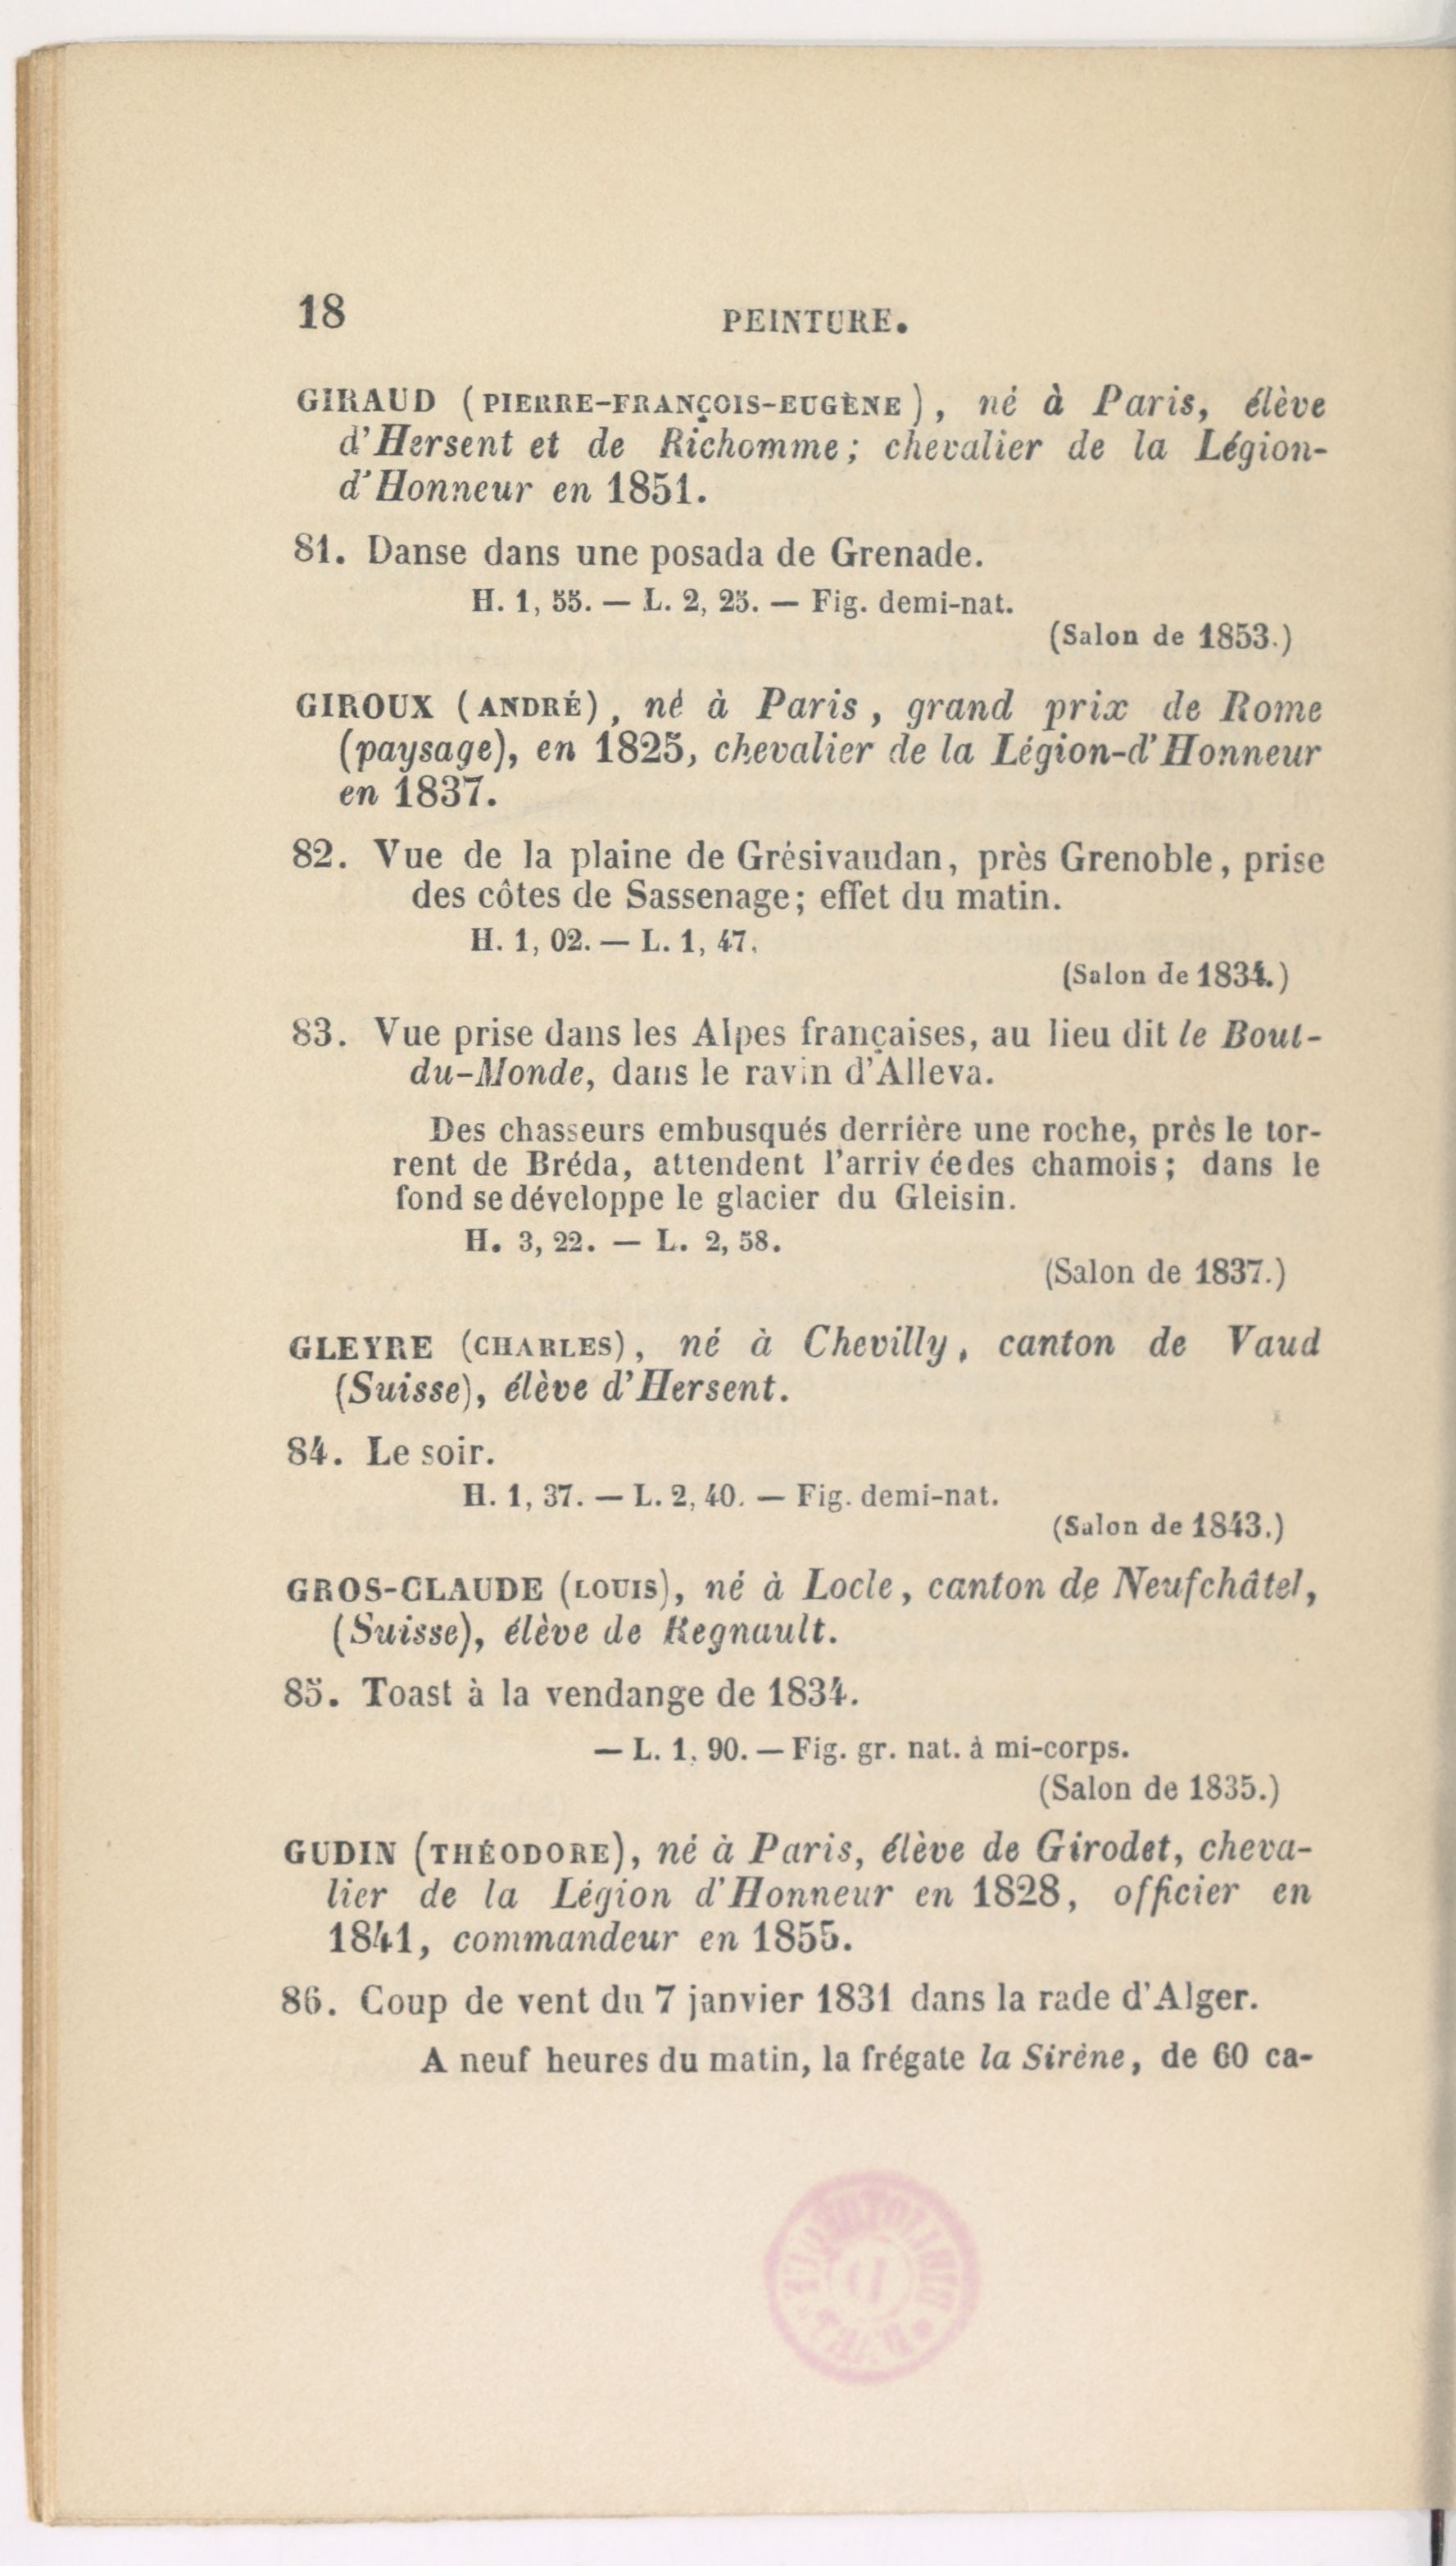 18
PEINTURE.
GIRAUD (PIERRE-FRANÇOIS-EUGÈNE), né à Paris, élève
d'Hersent et de Richomme; chevalier de la Légion-
d'Honneur en 1851.
81. Danse dans une posada de Grenade.
H. 1, 55. — L. 2, 25. — Fig. demi-nat.
(Salon de 1853.)
GIROUX (ANDRÉ), né à Paris, grand prix de Rome
(paysage), en 1825, chevalier de la Légion-d'Honneur
en 1837.
82. Vue de la plaine de Grésivaudan, près Grenoble, prise
des côtes de Sassenage; effet du matin.
H. 1, 02. — L. 1, 47.
(Salon de 1834.)
83. Vue prise dans les Alpes françaises, au lieu dit le Bout-
du-Monde, dans le ravin d'Alleva.
Des chasseurs embusqués derrière une roche, près le tor-
rent de Bréda, attendent l'arriv éedes chamois; dans le
fond se développe le glacier du Gleisin.
H. 3, 22. — L. 2, 58.
(Salon de 1837.)
GLEYRE (CHARLES), né à Chevilly, canton de Vaud
(Suisse), élève d'Hersent.
84. Le soir.
H. 1, 37. — L. 2, 40. — Fig. demi-nat.
(Salon de 1843.)
GROS-CLAUDE (LOUIS), né à Locle, canton de Neufchâtel,
(Suisse), élève de Regnault.
85. Toast à la vendange de 1834.
— L. 1, 90. — Fig. gr. nat. à mi-corps.
(Salon de 1835.)
GUDIN (THÉODORE), né à Paris, élève de Girodet, cheva-
lier de la Légion d'Honneur en 1828, officier en
1841, commandeur en 1855.
86. Coup de vent du 7 janvier 1831 dans la rade d'Alger.
A neuf heures du matin, la frégate la Sirène, de 60 ca-